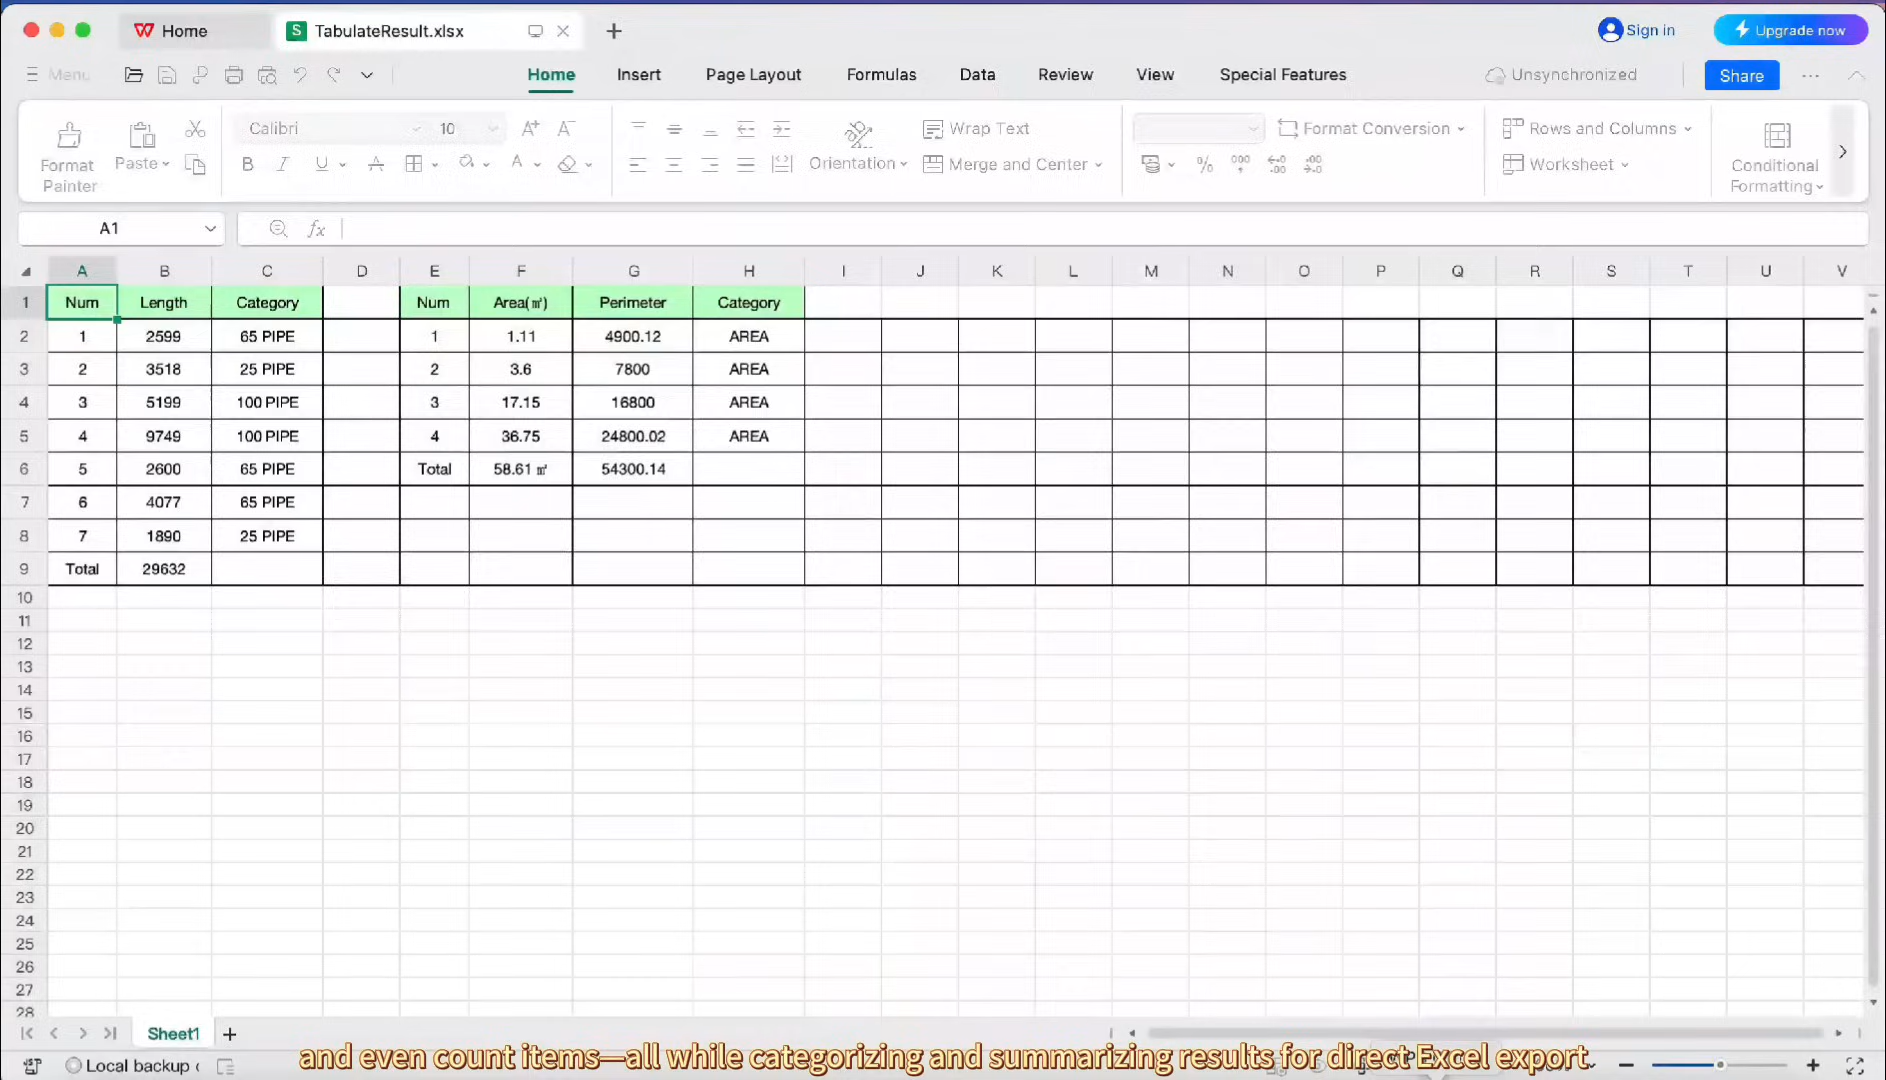 Home
TabulateResult.xlsx
Sign in
Upgrade now
Menu
Home Insert Page Layout Formulas Data Review View Special Features
Unsynchronized
Share
Format Painter
Paste
Calibri 10
Orientation
Wrap Text
Merge and Center
Format Conversion
Rows and Columns
Worksheet
Conditional Formatting
A1
fx
A B C D E F G H I J K L M N O P Q R S T U V
1 Num Length Category Num Area(㎡) Perimeter Category
2 1 2599 65 PIPE 1 1.11 4900.12 AREA
3 2 3518 25 PIPE 2 3.6 7800 AREA
4 3 5199 100 PIPE 3 17.15 16800 AREA
5 4 9749 100 PIPE 4 36.75 24800.02 AREA
6 5 2600 65 PIPE Total 58.61 ㎡ 54300.14
7 6 4077 65 PIPE
8 7 1890 25 PIPE
9 Total 29632
10
11
12
13
14
15
16
17
18
19
20
21
22
23
24
25
26
27
28
Sheet1
Local backup
and even count items—all while categorizing and summarizing results for direct Excel export